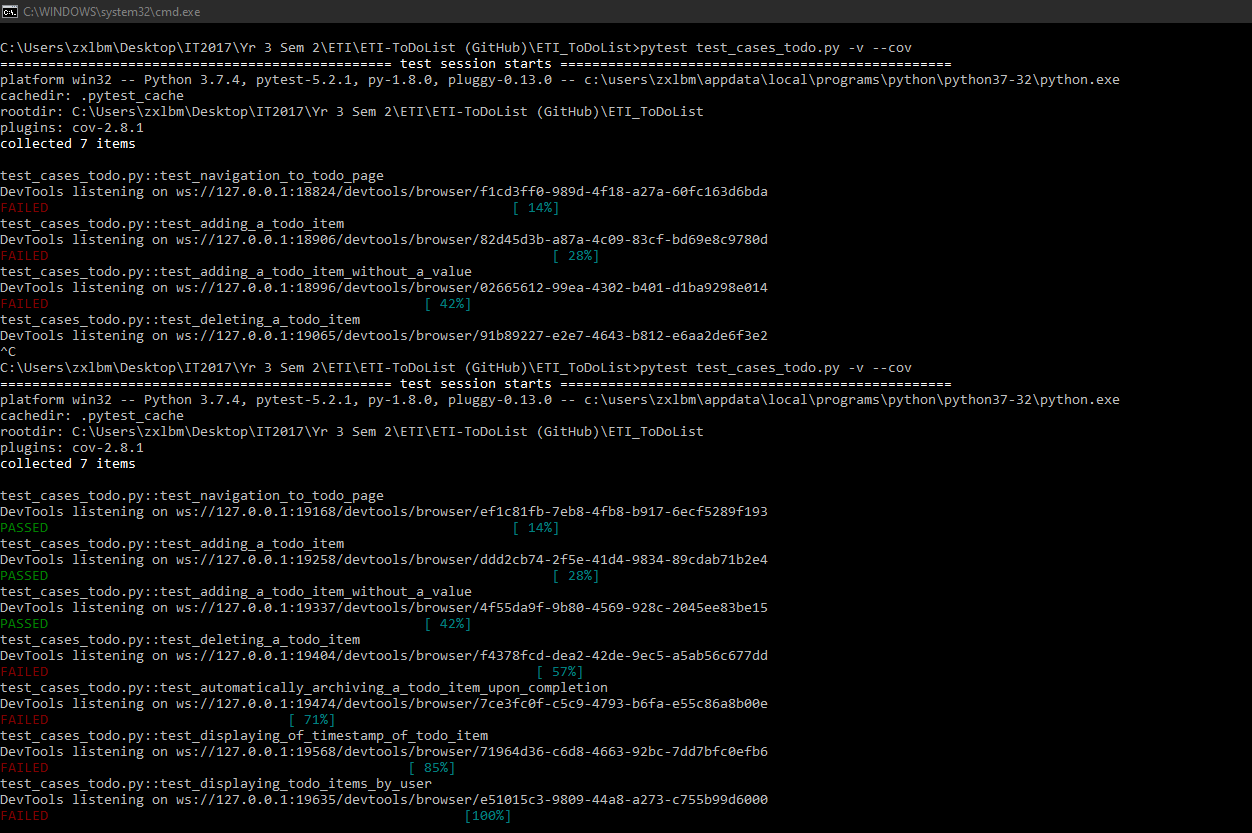 C:\WINDOWS\system32\cmd.exe
C:\Users\zxlbm\Desktop\IT2017\Yr 3 Sem 2\ETI\ETI-ToDoList (GitHub)\ETI_ToDoList>pytest test_cases_todo.py -v --cov
================================================= test session starts =================================================
platform win32 -- Python 3.7.4, pytest-5.2.1, py-1.8.0, pluggy-0.13.0 -- c:\users\zxlbm\appdata\local\programs\python\python37-32\python.exe
cachedir: .pytest_cache
rootdir: C:\Users\zxlbm\Desktop\IT2017\Yr 3 Sem 2\ETI\ETI-ToDoList (GitHub)\ETI_ToDoList
plugins: cov-2.8.1
collected 7 items
test_cases_todo.py::test_navigation_to_todo_page
DevTools listening on ws://127.0.0.1:18824/devtools/browser/f1cd3ff0-989d-4f18-a27a-60fc163d6bda
FAILED [ 14%]
test_cases_todo.py::test_adding_a_todo_item
DevTools listening on ws://127.0.0.1:18906/devtools/browser/82d45d3b-a87a-4c09-83cf-bd69e8c9780d
FAILED [ 28%]
test_cases_todo.py::test_adding_a_todo_item_without_a_value
DevTools listening on ws://127.0.0.1:18996/devtools/browser/02665612-99ea-4302-b401-d1ba9298e014
FAILED [ 42%]
test_cases_todo.py::test_deleting_a_todo_item
DevTools listening on ws://127.0.0.1:19065/devtools/browser/91b89227-e2e7-4643-b812-e6aa2de6f3e2
^C
C:\Users\zxlbm\Desktop\IT2017\Yr 3 Sem 2\ETI\ETI-ToDoList (GitHub)\ETI_ToDoList>pytest test_cases_todo.py -v --cov
================================================= test session starts =================================================
platform win32 -- Python 3.7.4, pytest-5.2.1, py-1.8.0, pluggy-0.13.0 -- c:\users\zxlbm\appdata\local\programs\python\python37-32\python.exe
cachedir: .pytest_cache
rootdir: C:\Users\zxlbm\Desktop\IT2017\Yr 3 Sem 2\ETI\ETI-ToDoList (GitHub)\ETI_ToDoList
plugins: cov-2.8.1
collected 7 items
test_cases_todo.py::test_navigation_to_todo_page
DevTools listening on ws://127.0.0.1:19168/devtools/browser/ef1c81fb-7eb8-4fb8-b917-6ecf5289f193
PASSED [ 14%]
test_cases_todo.py::test_adding_a_todo_item
DevTools listening on ws://127.0.0.1:19258/devtools/browser/ddd2cb74-2f5e-41d4-9834-89cdab71b2e4
PASSED [ 28%]
test_cases_todo.py::test_adding_a_todo_item_without_a_value
DevTools listening on ws://127.0.0.1:19337/devtools/browser/4f55da9f-9b80-4569-928c-2045ee83be15
PASSED [ 42%]
test_cases_todo.py::test_deleting_a_todo_item
DevTools listening on ws://127.0.0.1:19404/devtools/browser/f4378fcd-dea2-42de-9ec5-a5ab56c677dd
FAILED [ 57%]
test_cases_todo.py::test_automatically_archiving_a_todo_item_upon_completion
DevTools listening on ws://127.0.0.1:19474/devtools/browser/7ce3fc0f-c5c9-4793-b6fa-e55c86a8b00e
FAILED [ 71%]
test_cases_todo.py::test_displaying_of_timestamp_of_todo_item
DevTools listening on ws://127.0.0.1:19568/devtools/browser/71964d36-c6d8-4663-92bc-7dd7bfc0efb6
FAILED [ 85%]
test_cases_todo.py::test_displaying_todo_items_by_user
DevTools listening on ws://127.0.0.1:19635/devtools/browser/e51015c3-9809-44a8-a273-c755b99d6000
FAILED [100%]